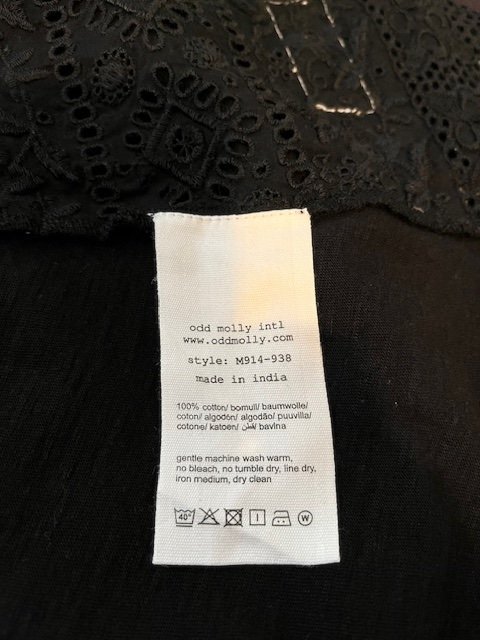 odd molly intl
www.oddmolly.com
style: M914-938
made in india
100% cotton/ bomull/ baumwolle/
coton/ algodón/ algodão/ puuvilla/
cotone/ katoen/ قطن/ bavlna
gentle machine wash warm,
no bleach, no tumble dry, line dry,
iron medium, dry clean
40° W